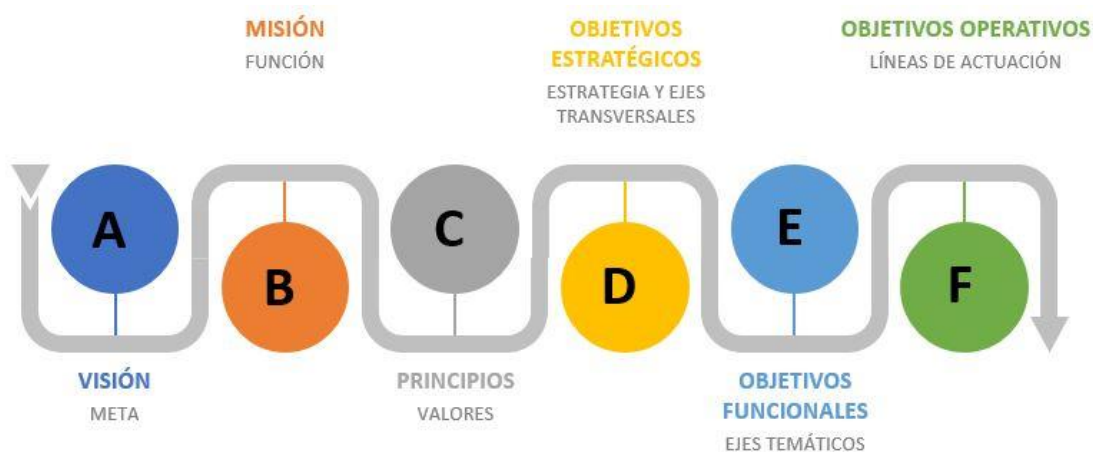 MISIÓN
FUNCIÓN
OBJETIVOS
ESTRATÉGICOS
ESTRATEGIA Y EJES
TRANSVERSALES
OBJETIVOS OPERATIVOS
LÍNEAS DE ACTUACIÓN
A
B
C
D
E
F
VISIÓN
META
PRINCIPIOS
VALORES
OBJETIVOS
FUNCIONALES
EJES TEMÁTICOS